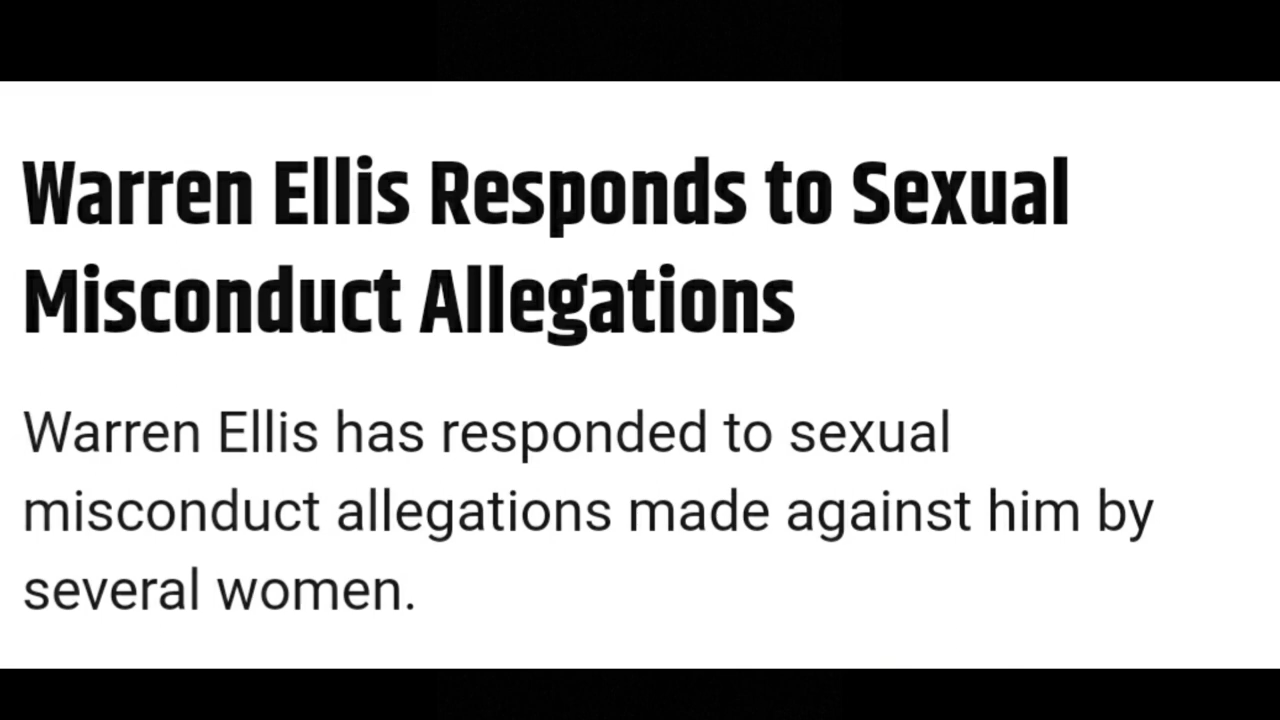 Warren Ellis Responds to Sexual
Misconduct Allegations
Warren Ellis has responded to sexual
misconduct allegations made against him by
several women.